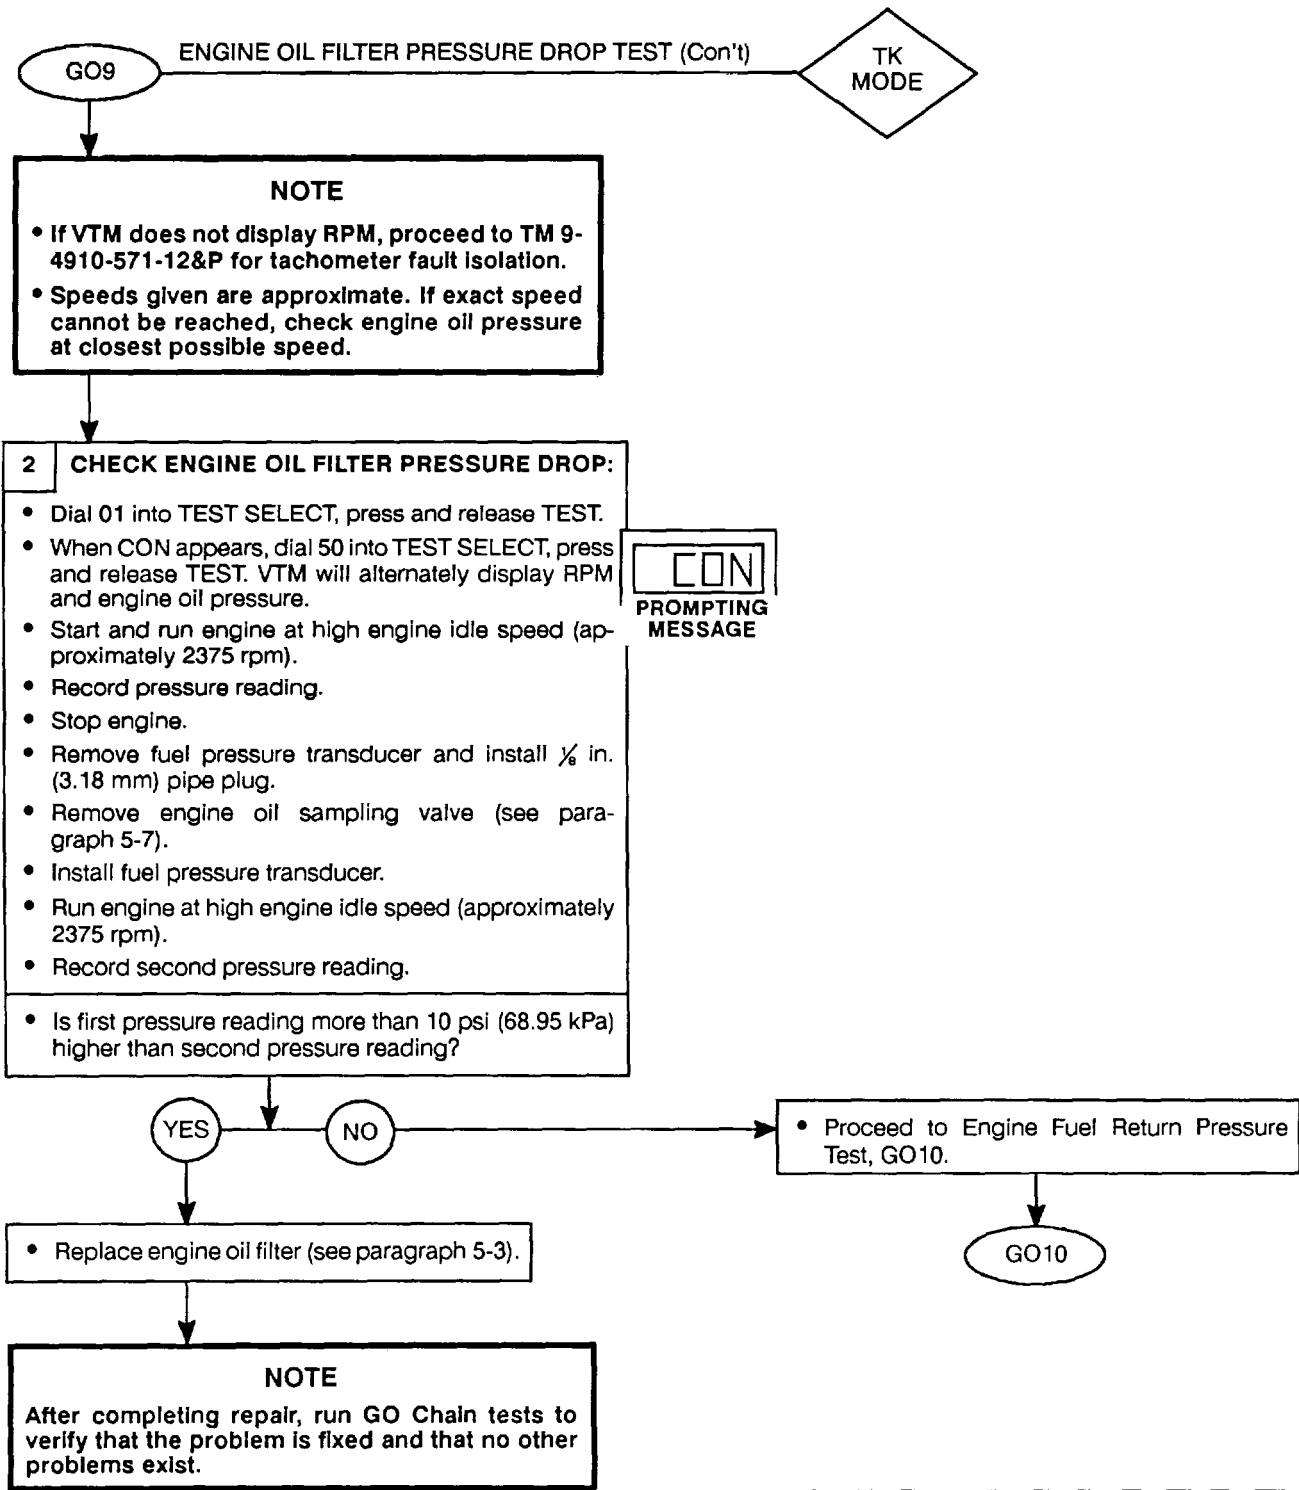 GO9
ENGINE OIL FILTER PRESSURE DROP TEST (Con't)
TK
MODE
NOTE
• If VTM does not display RPM, proceed to TM 9-
4910-571-12&P for tachometer fault isolation.
• Speeds given are approximate. If exact speed
cannot be reached, check engine oil pressure
at closest possible speed.
2 CHECK ENGINE OIL FILTER PRESSURE DROP:
• Dial 01 into TEST SELECT, press and release TEST.
• When CON appears, dial 50 into TEST SELECT, press
and release TEST. VTM will alternately display RPM
and engine oil pressure.
• Start and run engine at high engine idle speed (ap-
proximately 2375 rpm).
• Record pressure reading.
• Stop engine.
• Remove fuel pressure transducer and install ⅛ in.
(3.18 mm) pipe plug.
• Remove engine oil sampling valve (see para-
graph 5-7).
• Install fuel pressure transducer.
• Run engine at high engine idle speed (approximately
2375 rpm).
• Record second pressure reading.
• Is first pressure reading more than 10 psi (68.95 kPa)
higher than second pressure reading?
CON
PROMPTING
MESSAGE
YES
NO
• Proceed to Engine Fuel Return Pressure
Test, GO10.
GO10
• Replace engine oil filter (see paragraph 5-3).
NOTE
After completing repair, run GO Chain tests to
verify that the problem is fixed and that no other
problems exist.